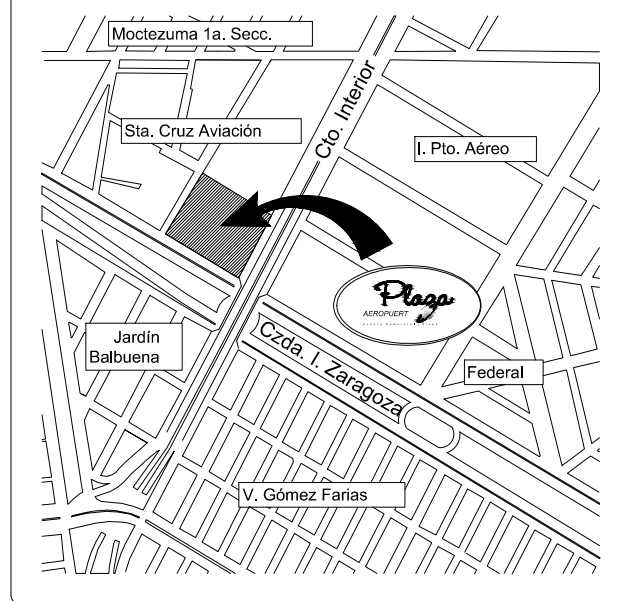 Moctezuma 1a. Secc.
Sta. Cruz Aviación
Cto. Interior
I. Pto. Aéreo
Plaza
AEROPUERT
Jardín
Balbuena
Czda. I. Zaragoza
Federal
V. Gómez Farias